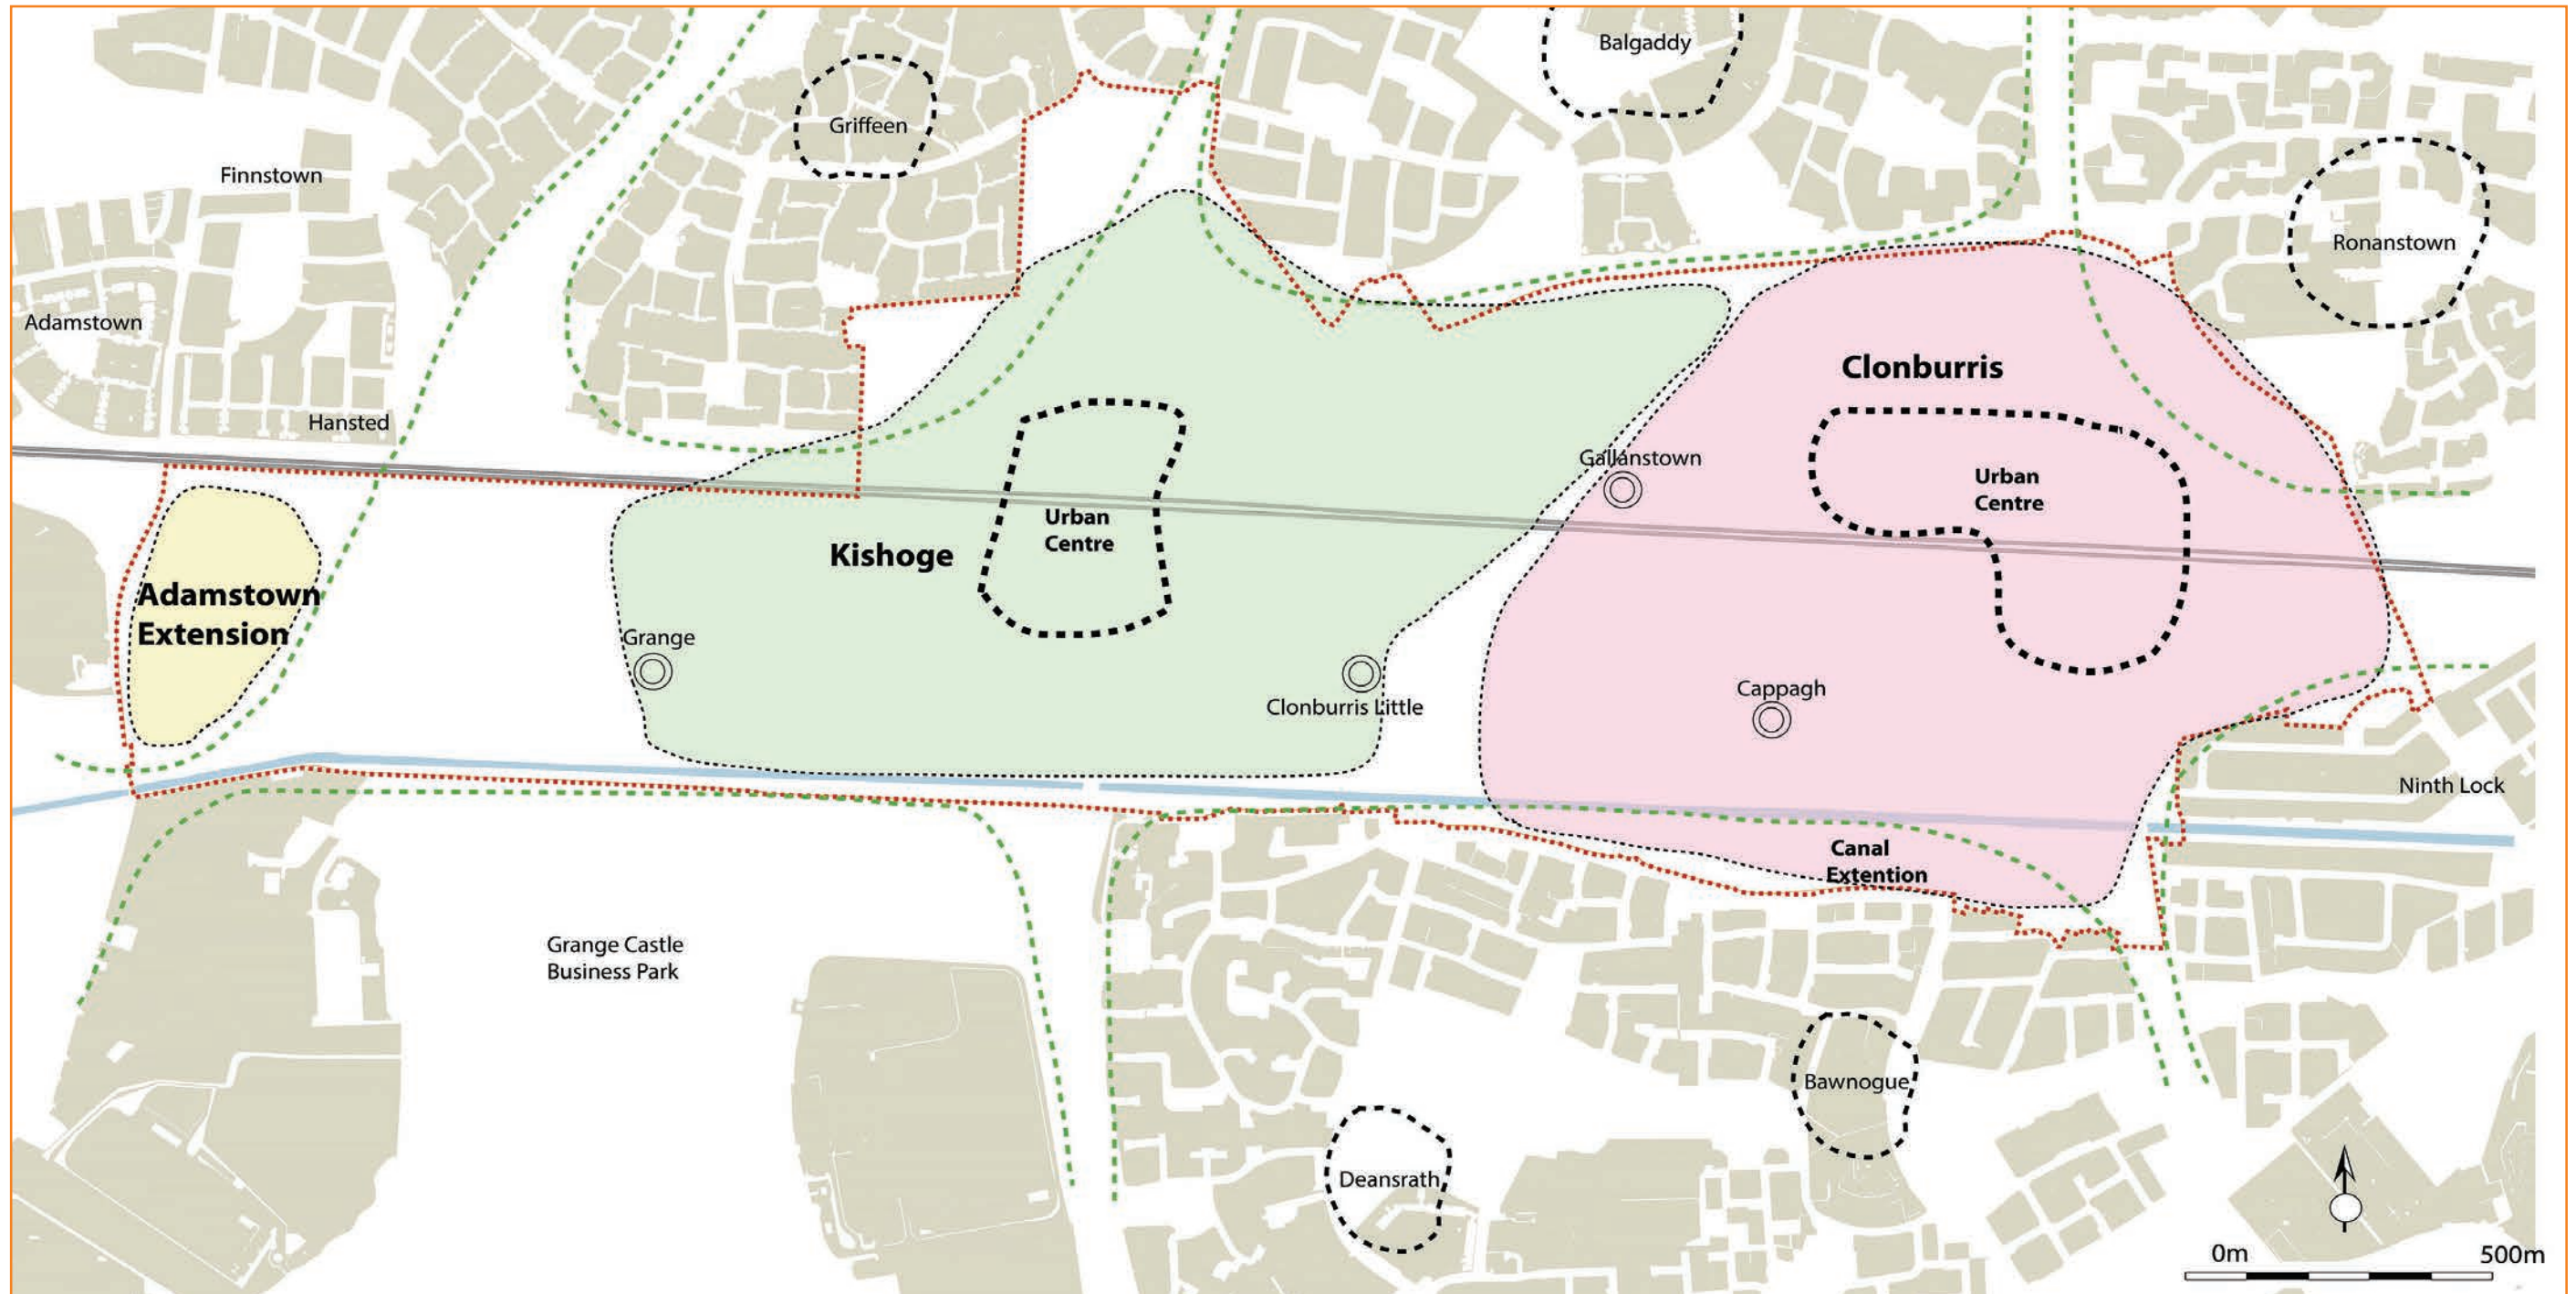 Balgaddy
Griffeen
Finnstown
Ronanstown
Adamstown
Clonburris
Hansted
Gallánstown
Urban
Centre
Urban
Centre
Kishoge
Adamstown
Extension
Grange
Cappagh
Clonburris Little
Ninth Lock
Canal
Extention
Grange Castle
Business Park
Bawnogue
Deansrath
0m 500m